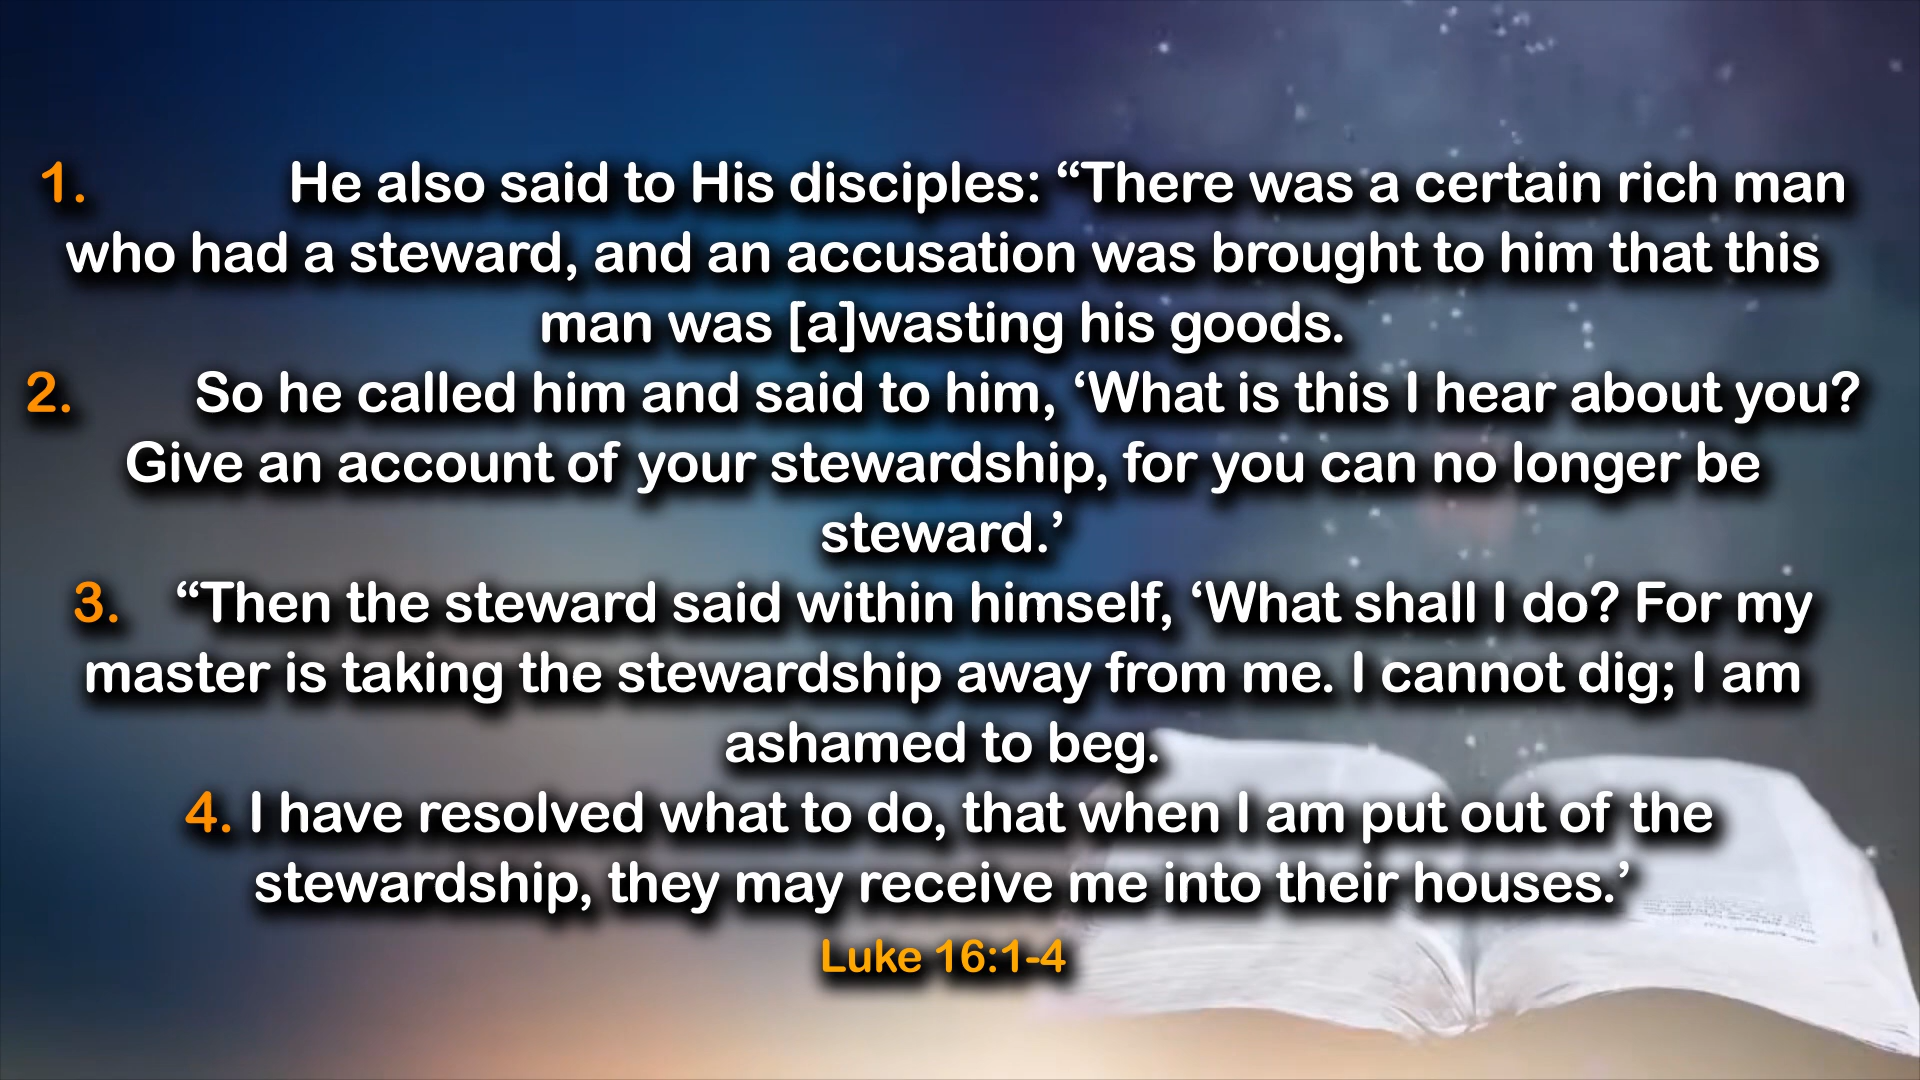 1. He also said to His disciples: “There was a certain rich man
who had a steward, and an accusation was brought to him that this
man was [a]wasting his goods.
2. So he called him and said to him, ‘What is this I hear about you?
Give an account of your stewardship, for you can no longer be
steward.’
3. “Then the steward said within himself, ‘What shall I do? For my
master is taking the stewardship away from me. I cannot dig; I am
ashamed to beg.
4. I have resolved what to do, that when I am put out of the
stewardship, they may receive me into their houses.’
Luke 16:1-4